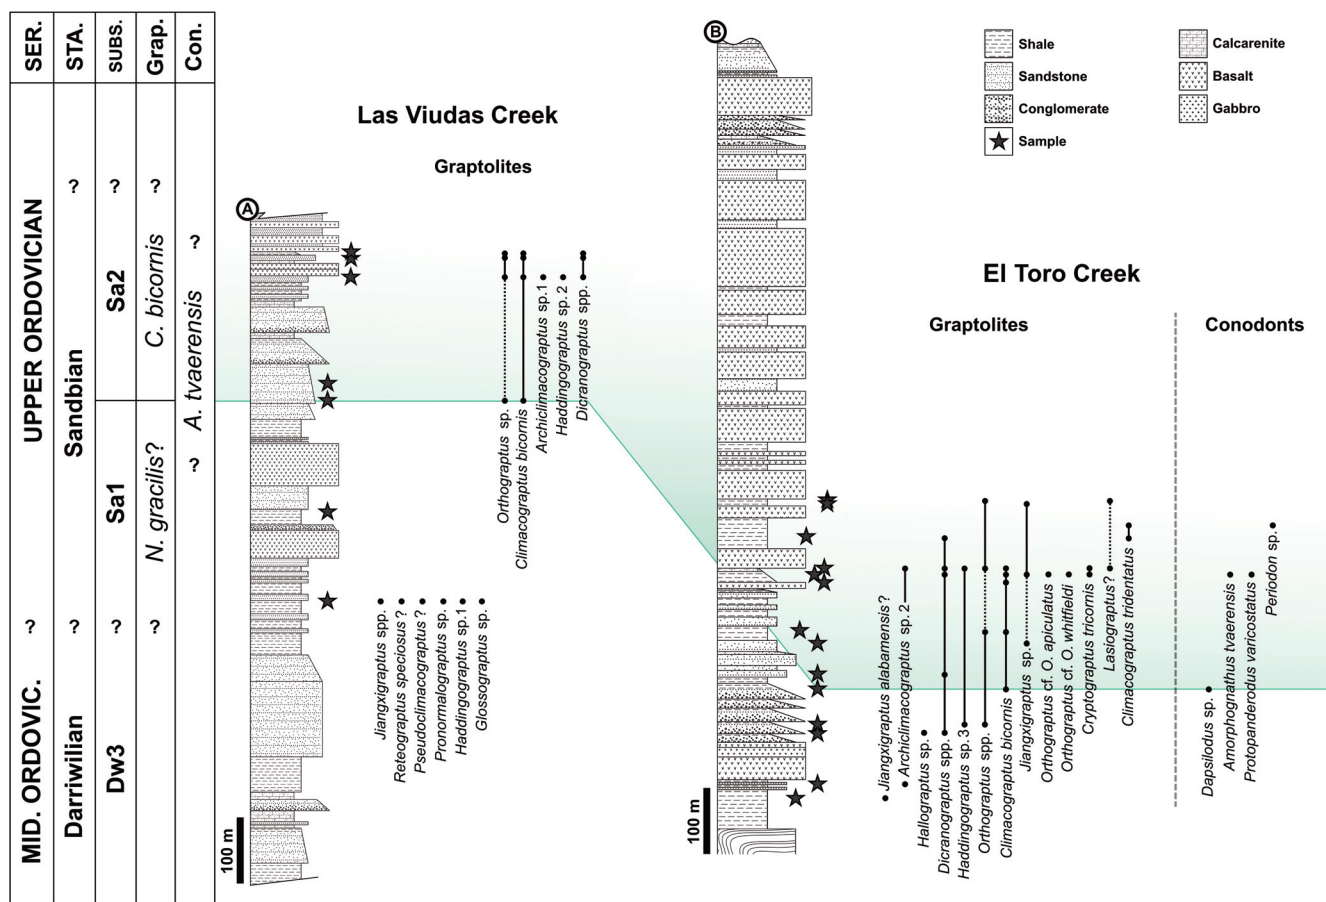 SER.
STA.
SUBS.
Grap.
Con.
UPPER ORDOVICIAN
MID. ORDOVIC.
?
?
Sandbian
?
Darriwilian
?
Sa2
Sa1
?
Dw3
?
C. bicornis
N. gracilis?
?
?
A. tvaerensis
?
Las Viudas Creek
Graptolites
A
100 m
Orthograptus sp.
Climacograptus bicornis
Archiclimacograptus sp.1
Haddingograptus sp.2
Dicranograptus spp.
Jiangxigraptus spp.
Reteograptus speciosus?
Pseudoclimacograptus?
Pronormalograptus sp.
Haddinograptus sp.1
Glossograptus sp.
B
100 m
El Toro Creek
Graptolites
Conodonts
Jiangxigraptus alabamensis?
Archiclimacograptus sp. 2
Hallograptus sp.
Dicranograptus spp.
Haddingograptus sp.3
Orthograptus spp.
Climacograptus bicornis
Jiangxigraptus sp.
Orthograptus cf. O. apiculatus
Orthograptus cf. O. whitfieldi
Cryptograptus tricornis
Lasiograptus?
Climacograptus tridentatus
Dapsilodus sp.
Amorphognathus tvaerensis
Protopanderodus varicostatus
Periodon sp.
Shale
Sandstone
Conglomerate
Sample
Calcarenite
Basalt
Gabbro